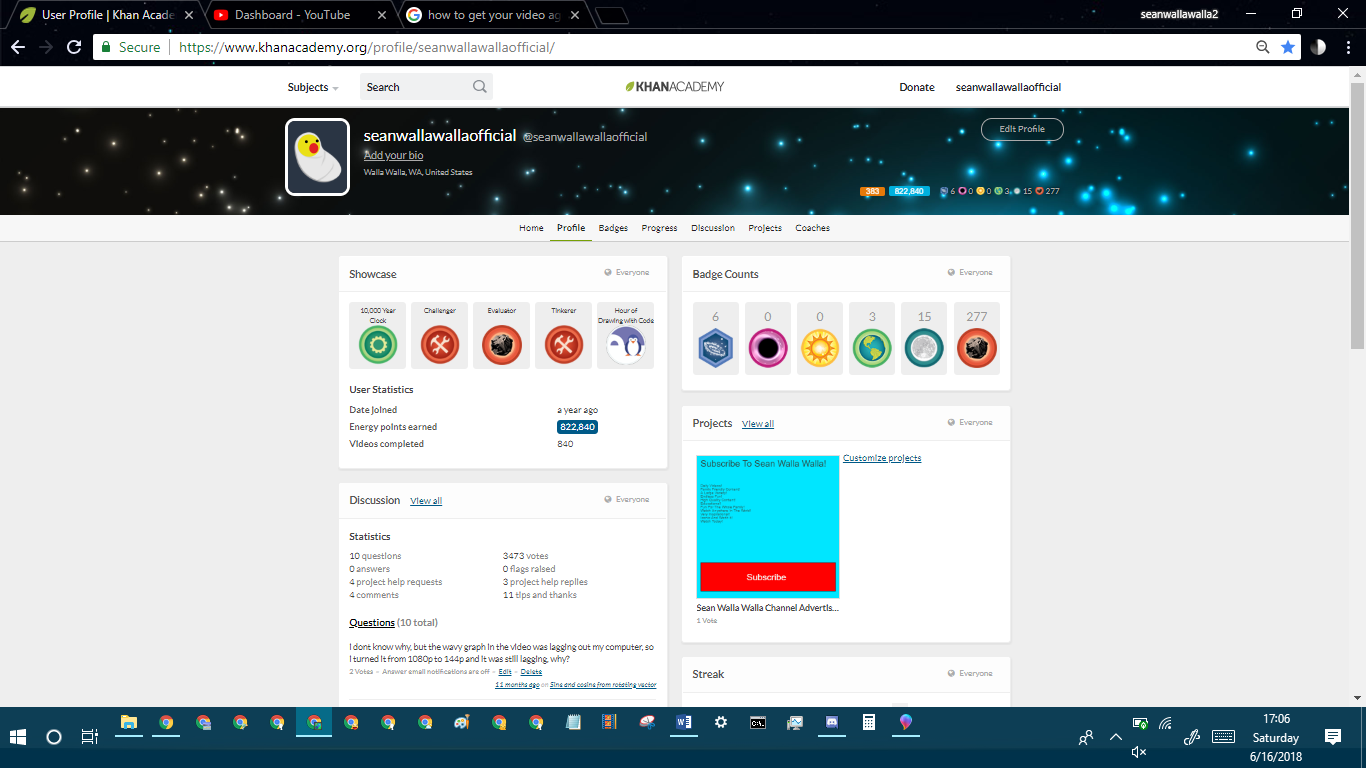 User Profile | Khan Acade
Dashboard - YouTube
how to get your video ag
seanwallawalla2
Secure
https://www.khanacademy.org/profile/seanwallawallaofficial/
Subjects
Search
KHANACADEMY
Donate
seanwallawallaofficial
seanwallawallaofficial @seanwallawallaofficial
Add your bio
Walla Walla, WA, United States
Edit Profile
383 822,840 6 0 0 3 15 277
Home Profile Badges Progress Discussion Projects Coaches
Showcase
Everyone
10,000 Year
Clock
Challenger
Evaluator
Tinkerer
Hour of
Drawing with Code
User Statistics
Date joined a year ago
Energy points earned 822,840
Videos completed 840
Badge Counts
Everyone
6 0 0 3 15 277
Projects View all
Everyone
Subscribe To Sean Walla Walla!
Subscribe
Customize projects
Sean Walla Walla Channel Advertis...
1 Vote
Discussion View all
Everyone
Statistics
10 questions 3473 votes
0 answers 0 flags raised
4 project help requests 3 project help replies
4 comments 11 tips and thanks
Questions (10 total)
I dont know why, but the wavy graph in the video was lagging out my computer, so
I turned it from 1080p to 144p and it was still lagging, why?
2 Votes – Answer email notifications are off – Edit – Delete
11 months ago on Sine and cosine from rotating vector
Streak
Everyone
17:06
Saturday
6/16/2018